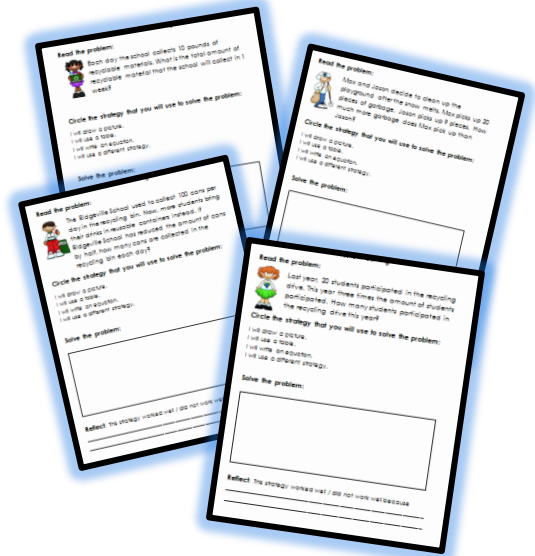 Read the problem:
Each day the school collects 10 pounds of
recyclable materials. What is the total amount of
recyclable material that the school will collect in 1
week?
Circle the strategy that you will use to solve the problem:
I will draw a picture.
I will use a table.
I will write an equation.
I will use a different strategy.
Solve the problem:
Read the problem:
Max and Jason decide to clean up the
playground after the snow melts. Max picks up 20
pieces of garbage. Jason picks up 9 pieces. How
much more garbage does Max pick up than
Jason?
Circle the strategy that you will use to solve the problem:
I will draw a picture.
I will use a table.
I will write an equation.
I will use a different strategy.
Solve the problem:
Read the problem:
The Ridgeville School used to collect 100 cans per
day in the recycling bin. Now, more students bring
their drinks in reusable containers instead. If
Ridgeville School has reduced the amount of cans
by half, how many cans are collected in the
recycling bin each day?
Circle the strategy that you will use to solve the problem:
I will draw a picture.
I will use a table.
I will write an equation.
I will use a different strategy.
Solve the problem:
Reflect: This strategy worked well / did not work
Read the problem:
Last year, 20 students participated in the recycling
drive. This year, three times the amount of students
participated. How many students participated in
the recycling drive this year?
Circle the strategy that you will use to solve the problem:
I will draw a picture.
I will use a table.
I will write an equation.
I will use a different strategy.
Solve the problem:
Reflect: This strategy worked well / did not work well because